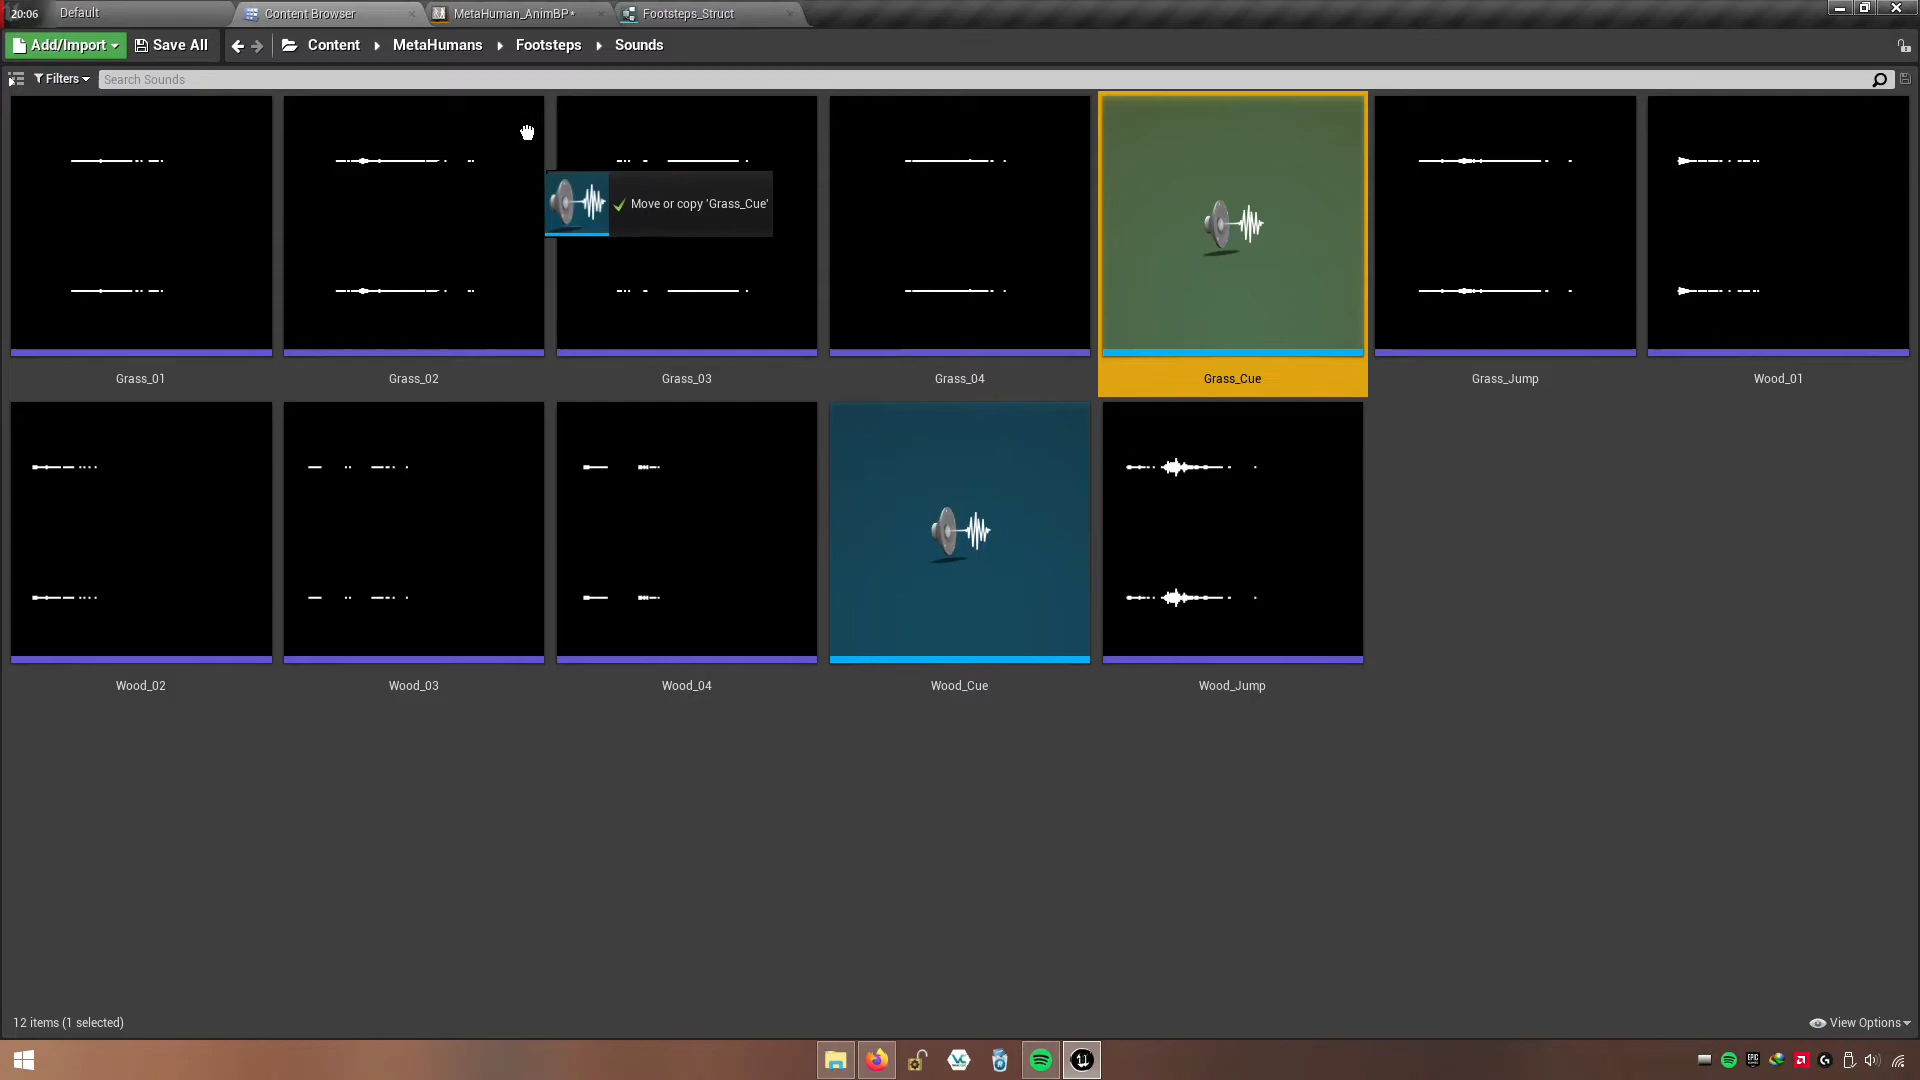 20:06
Default
Content Browser
MetaHuman_AnimBP*
Footsteps_Struct
Add/Import
Save All
Content
MetaHumans
Footsteps
Sounds
Filters
Search Sounds
Move or copy 'Grass_Cue'
Grass_01
Grass_02
Grass_03
Grass_04
Grass_Cue
Grass_Jump
Wood_01
Wood_02
Wood_03
Wood_04
Wood_Cue
Wood_Jump
12 items (1 selected)
View Options